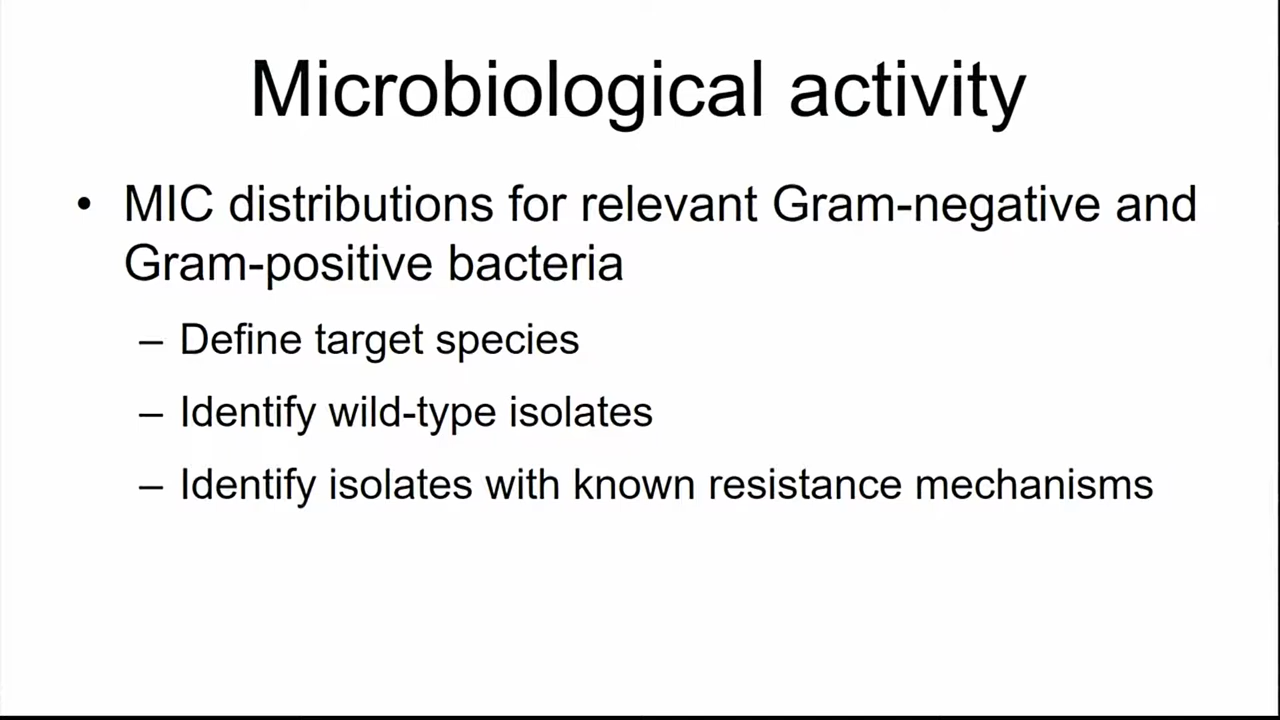 Microbiological activity
• MIC distributions for relevant Gram-negative and
Gram-positive bacteria
– Define target species
– Identify wild-type isolates
– Identify isolates with known resistance mechanisms